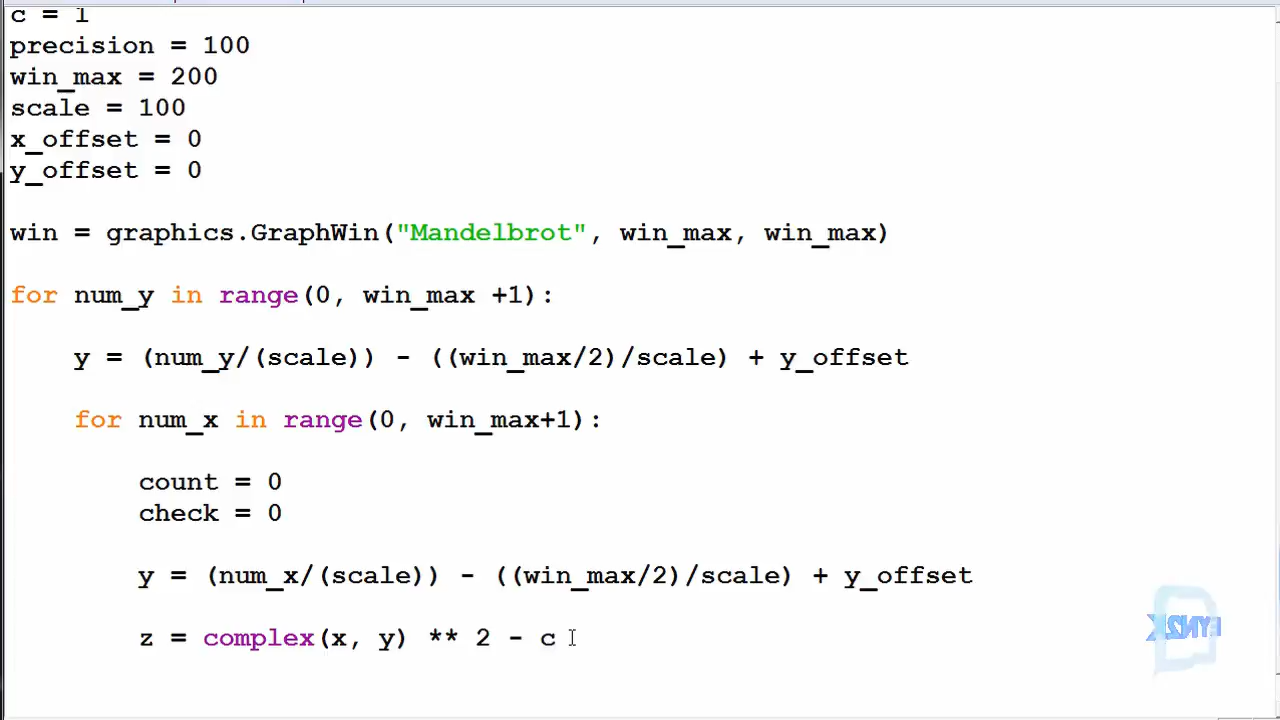 c = 1
precision = 100
win_max = 200
scale = 100
x_offset = 0
y_offset = 0
win = graphics.GraphWin("Mandelbrot", win_max, win_max)
for num_y in range(0, win_max +1):
y = (num_y/(scale)) - ((win_max/2)/scale) + y_offset
for num_x in range(0, win_max+1):
count = 0
check = 0
y = (num_x/(scale)) - ((win_max/2)/scale) + y_offset
z = complex(x, y) ** 2 - c